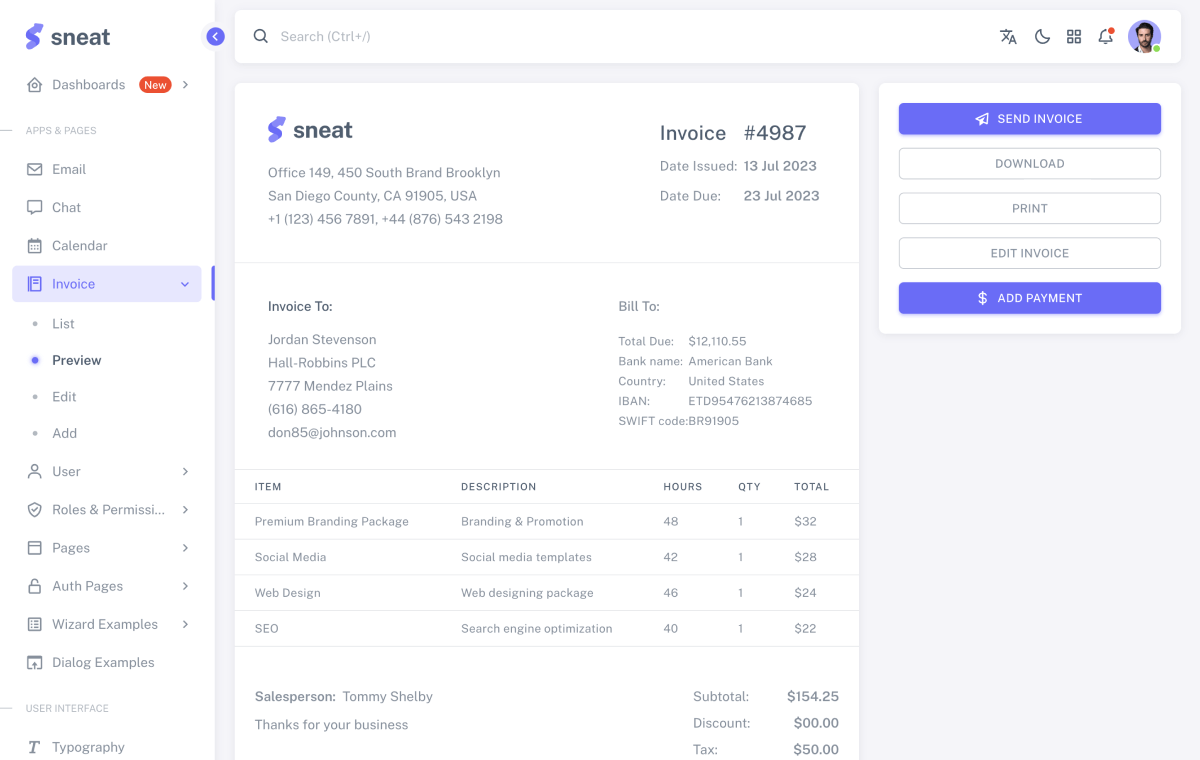 sneat
Dashboards New
APPS & PAGES
Email
Chat
Calendar
Invoice
List
Preview
Edit
Add
User
Roles & Permissi...
Pages
Auth Pages
Wizard Examples
Dialog Examples
USER INTERFACE
Typography
Search (Ctrl+/)
sneat
Office 149, 450 South Brand Brooklyn
San Diego County, CA 91905, USA
+1 (123) 456 7891, +44 (876) 543 2198
Invoice #4987
Date Issued: 13 Jul 2023
Date Due: 23 Jul 2023
Invoice To:
Jordan Stevenson
Hall-Robbins PLC
7777 Mendez Plains
(616) 865-4180
don85@johnson.com
Bill To:
Total Due: $12,110.55
Bank name: American Bank
Country: United States
IBAN: ETD95476213874685
SWIFT code:BR91905
ITEM DESCRIPTION HOURS QTY TOTAL
Premium Branding Package Branding & Promotion 48 1 $32
Social Media Social media templates 42 1 $28
Web Design Web designing package 46 1 $24
SEO Search engine optimization 40 1 $22
Salesperson: Tommy Shelby
Thanks for your business
Subtotal: $154.25
Discount: $00.00
Tax: $50.00
SEND INVOICE
DOWNLOAD
PRINT
EDIT INVOICE
$ ADD PAYMENT